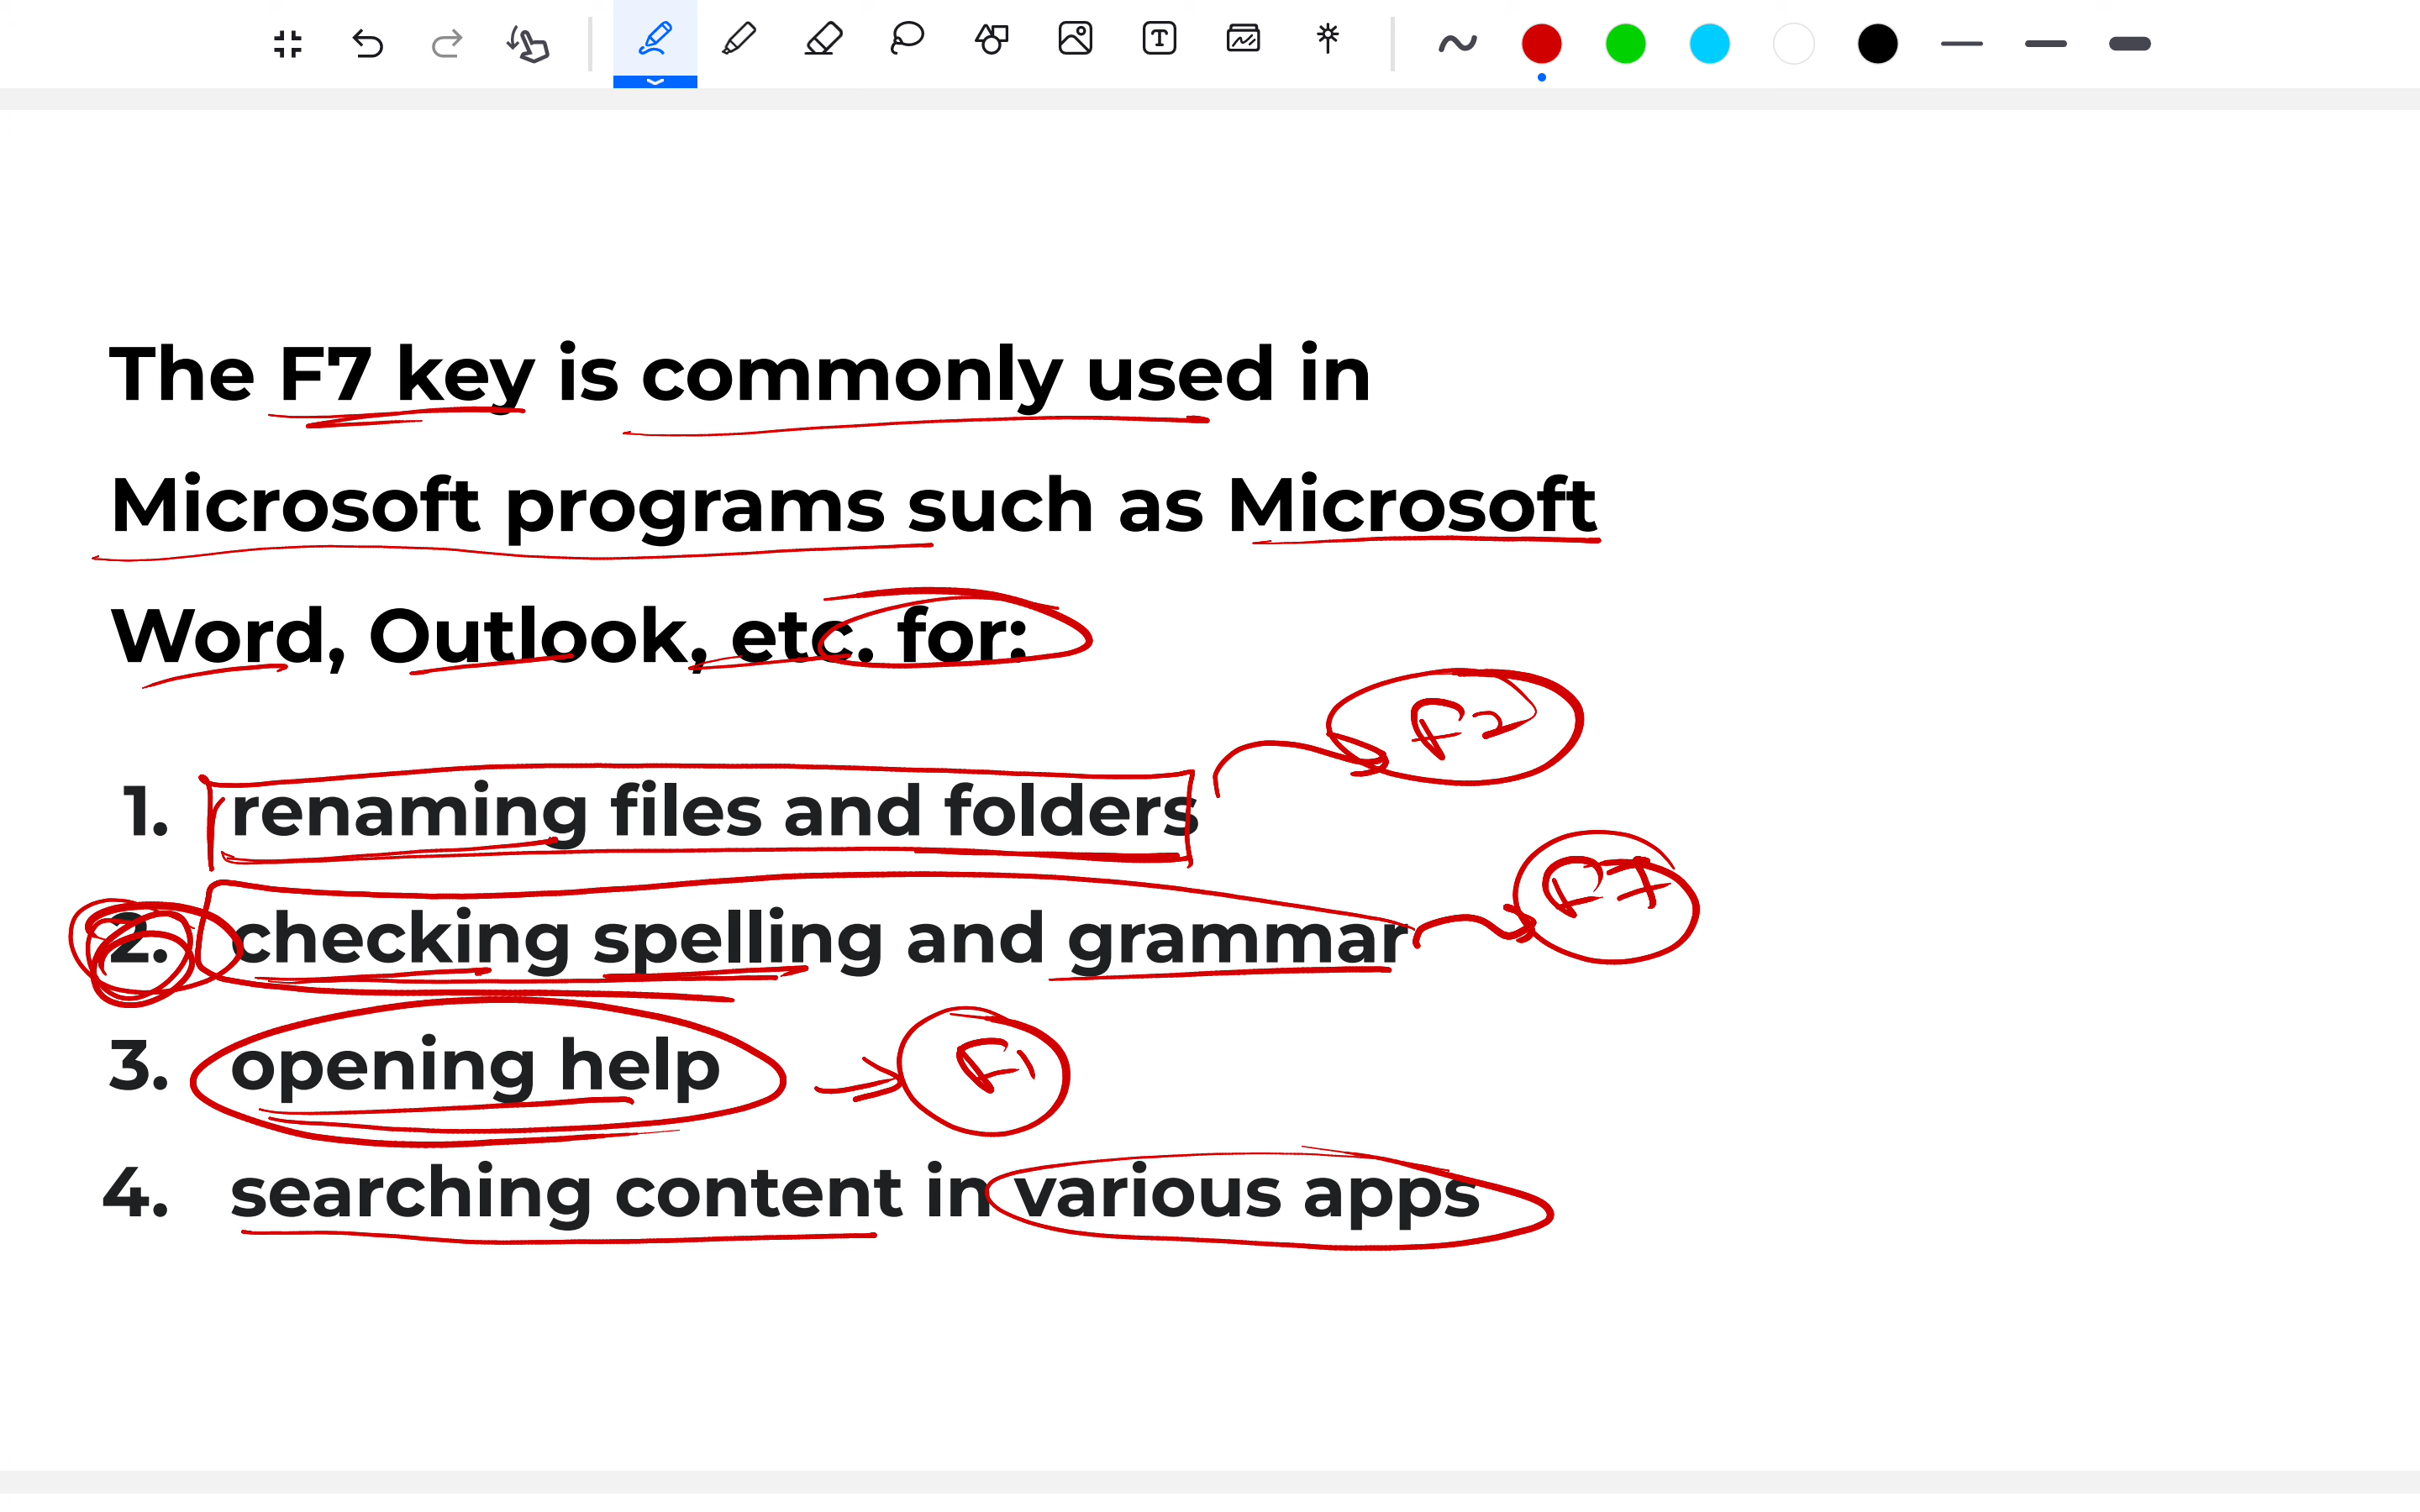 The F7 key is commonly used in
Microsoft programs such as Microsoft
Word, Outlook, etc. for:
F2
1. renaming files and folders
F7
2. checking spelling and grammar
3. opening help F1
4. searching content in various apps